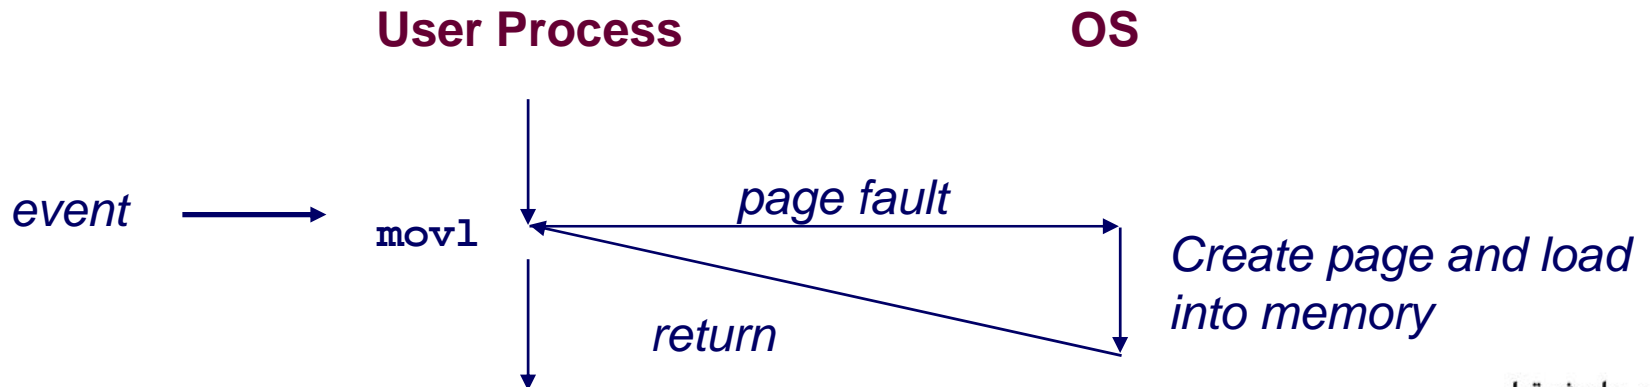 User Process OS
event
movl
page fault
Create page and load
into memory
return